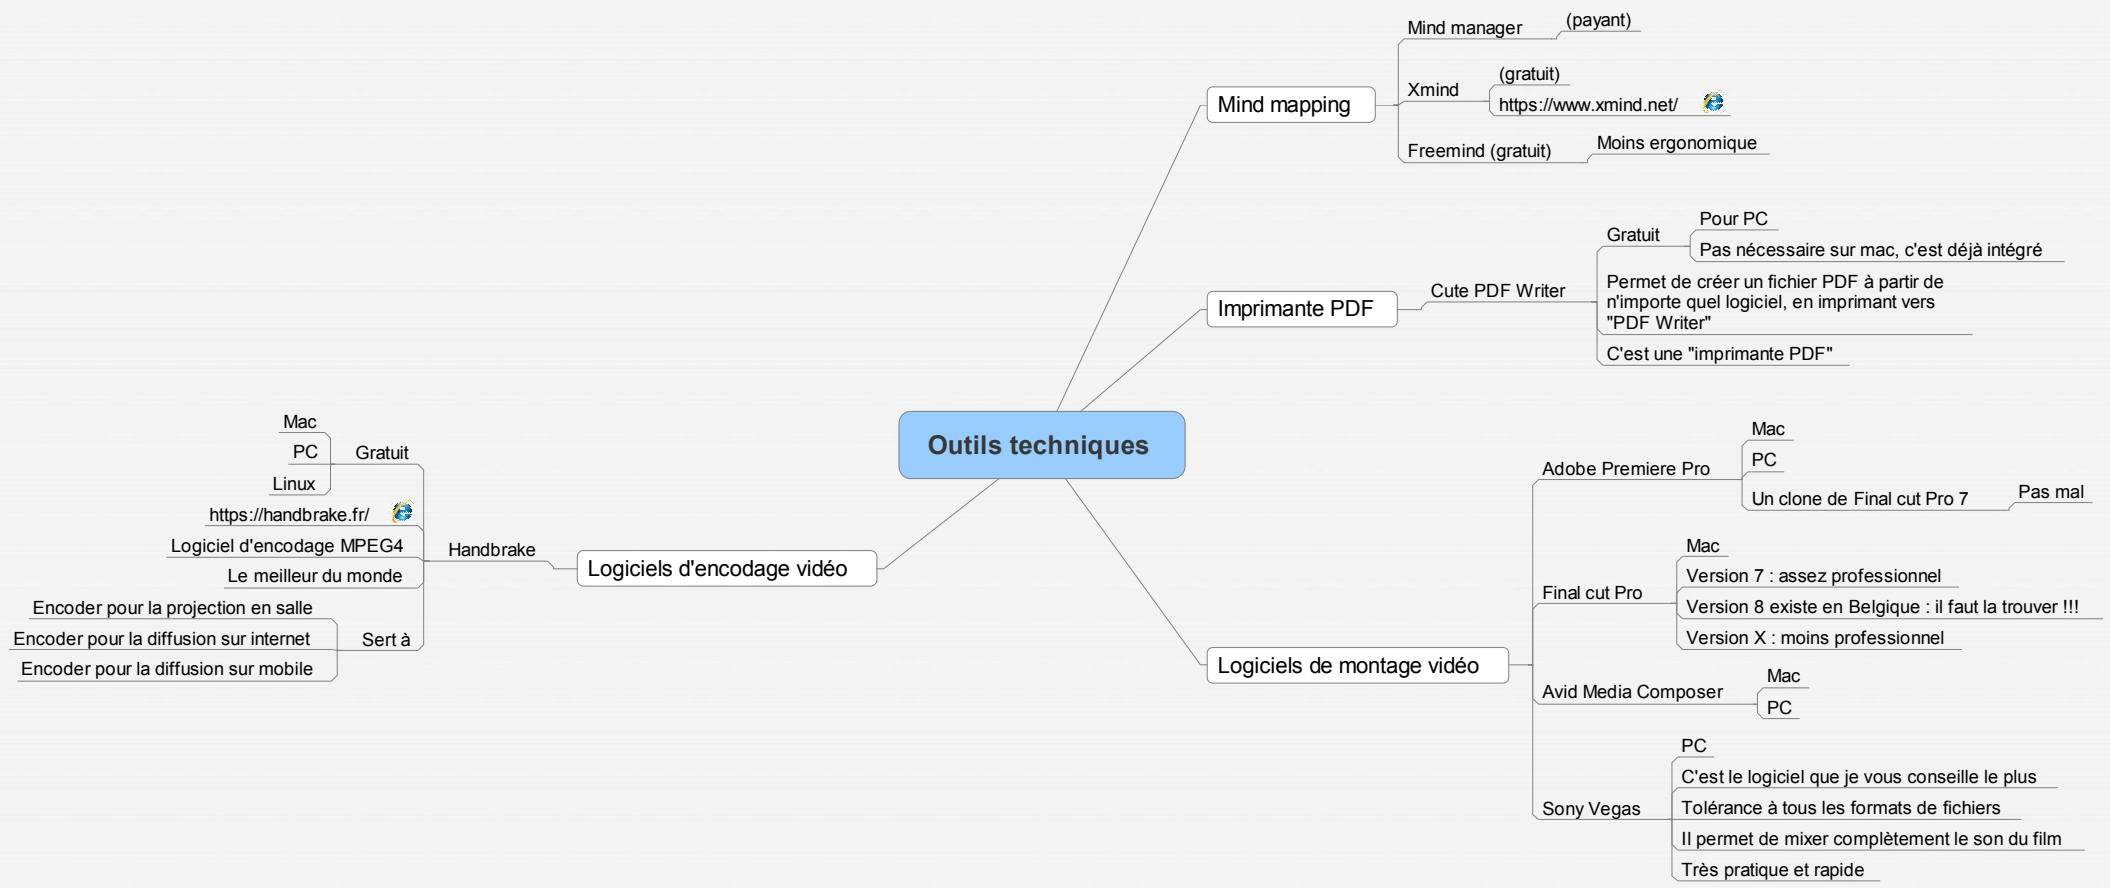 Outils techniques
Mind mapping
Mind manager
(payant)
Xmind
(gratuit)
https://www.xmind.net/
Freemind (gratuit)
Moins ergonomique
Imprimante PDF
Cute PDF Writer
Gratuit
Pour PC
Pas nécessaire sur mac, c'est déjà intégré
Permet de créer un fichier PDF à partir de
n'importe quel logiciel, en imprimant vers
"PDF Writer"
C'est une "imprimante PDF"
Logiciels de montage vidéo
Adobe Premiere Pro
Mac
PC
Un clone de Final cut Pro 7
Pas mal
Final cut Pro
Mac
Version 7 : assez professionnel
Version 8 existe en Belgique : il faut la trouver !!!
Version X : moins professionnel
Avid Media Composer
Mac
PC
Sony Vegas
PC
C'est le logiciel que je vous conseille le plus
Tolérance à tous les formats de fichiers
Il permet de mixer complètement le son du film
Très pratique et rapide
Logiciels d'encodage vidéo
Handbrake
Gratuit
Mac
PC
Linux
https://handbrake.fr/
Logiciel d'encodage MPEG4
Le meilleur du monde
Sert à
Encoder pour la projection en salle
Encoder pour la diffusion sur internet
Encoder pour la diffusion sur mobile